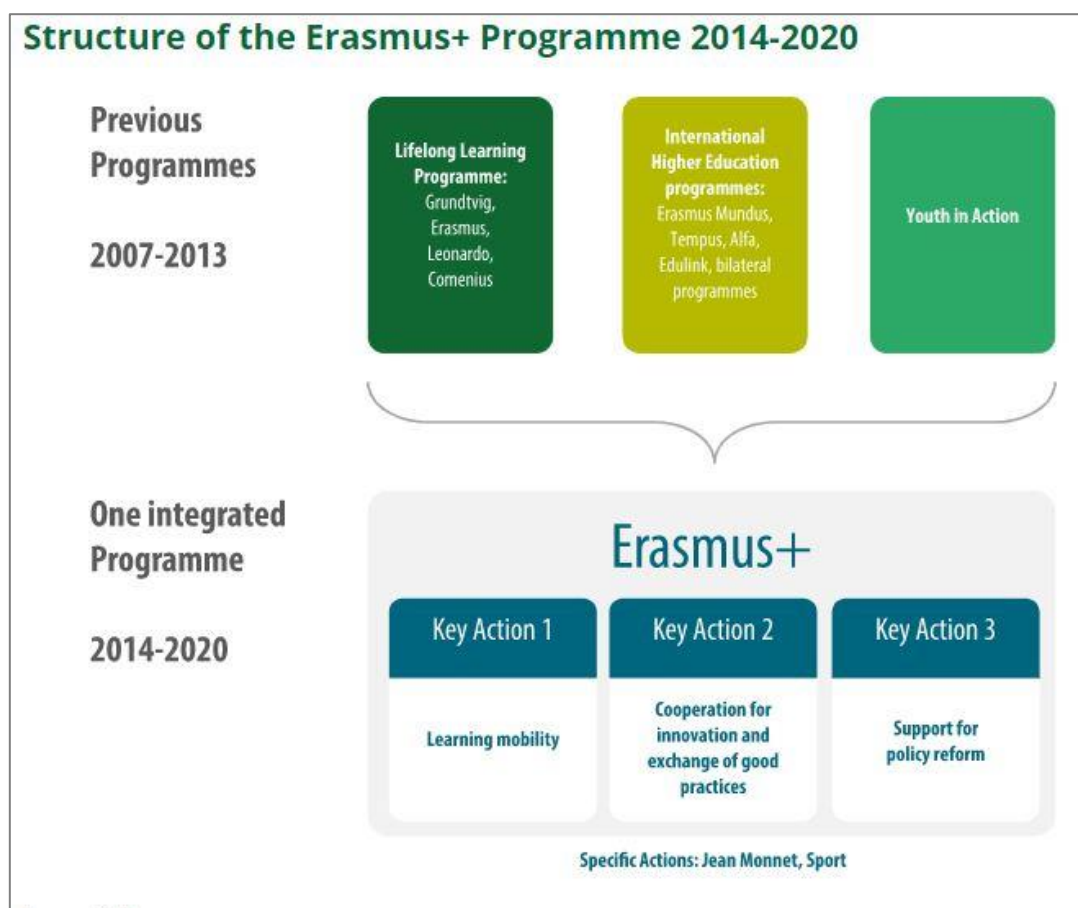 Structure of the Erasmus+ Programme 2014-2020
Previous
Programmes
2007-2013
Lifelong Learning
Programme:
Grundtvig,
Erasmus,
Leonardo,
Comenius
International
Higher Education
programmes:
Erasmus Mundus,
Tempus, Alfa,
Edulink, bilateral
programmes
Youth in Action
One integrated
Programme
2014-2020
Erasmus+
Key Action 1
Learning mobility
Key Action 2
Cooperation for
innovation and
exchange of good
practices
Key Action 3
Support for
policy reform
Specific Actions: Jean Monnet, Sport